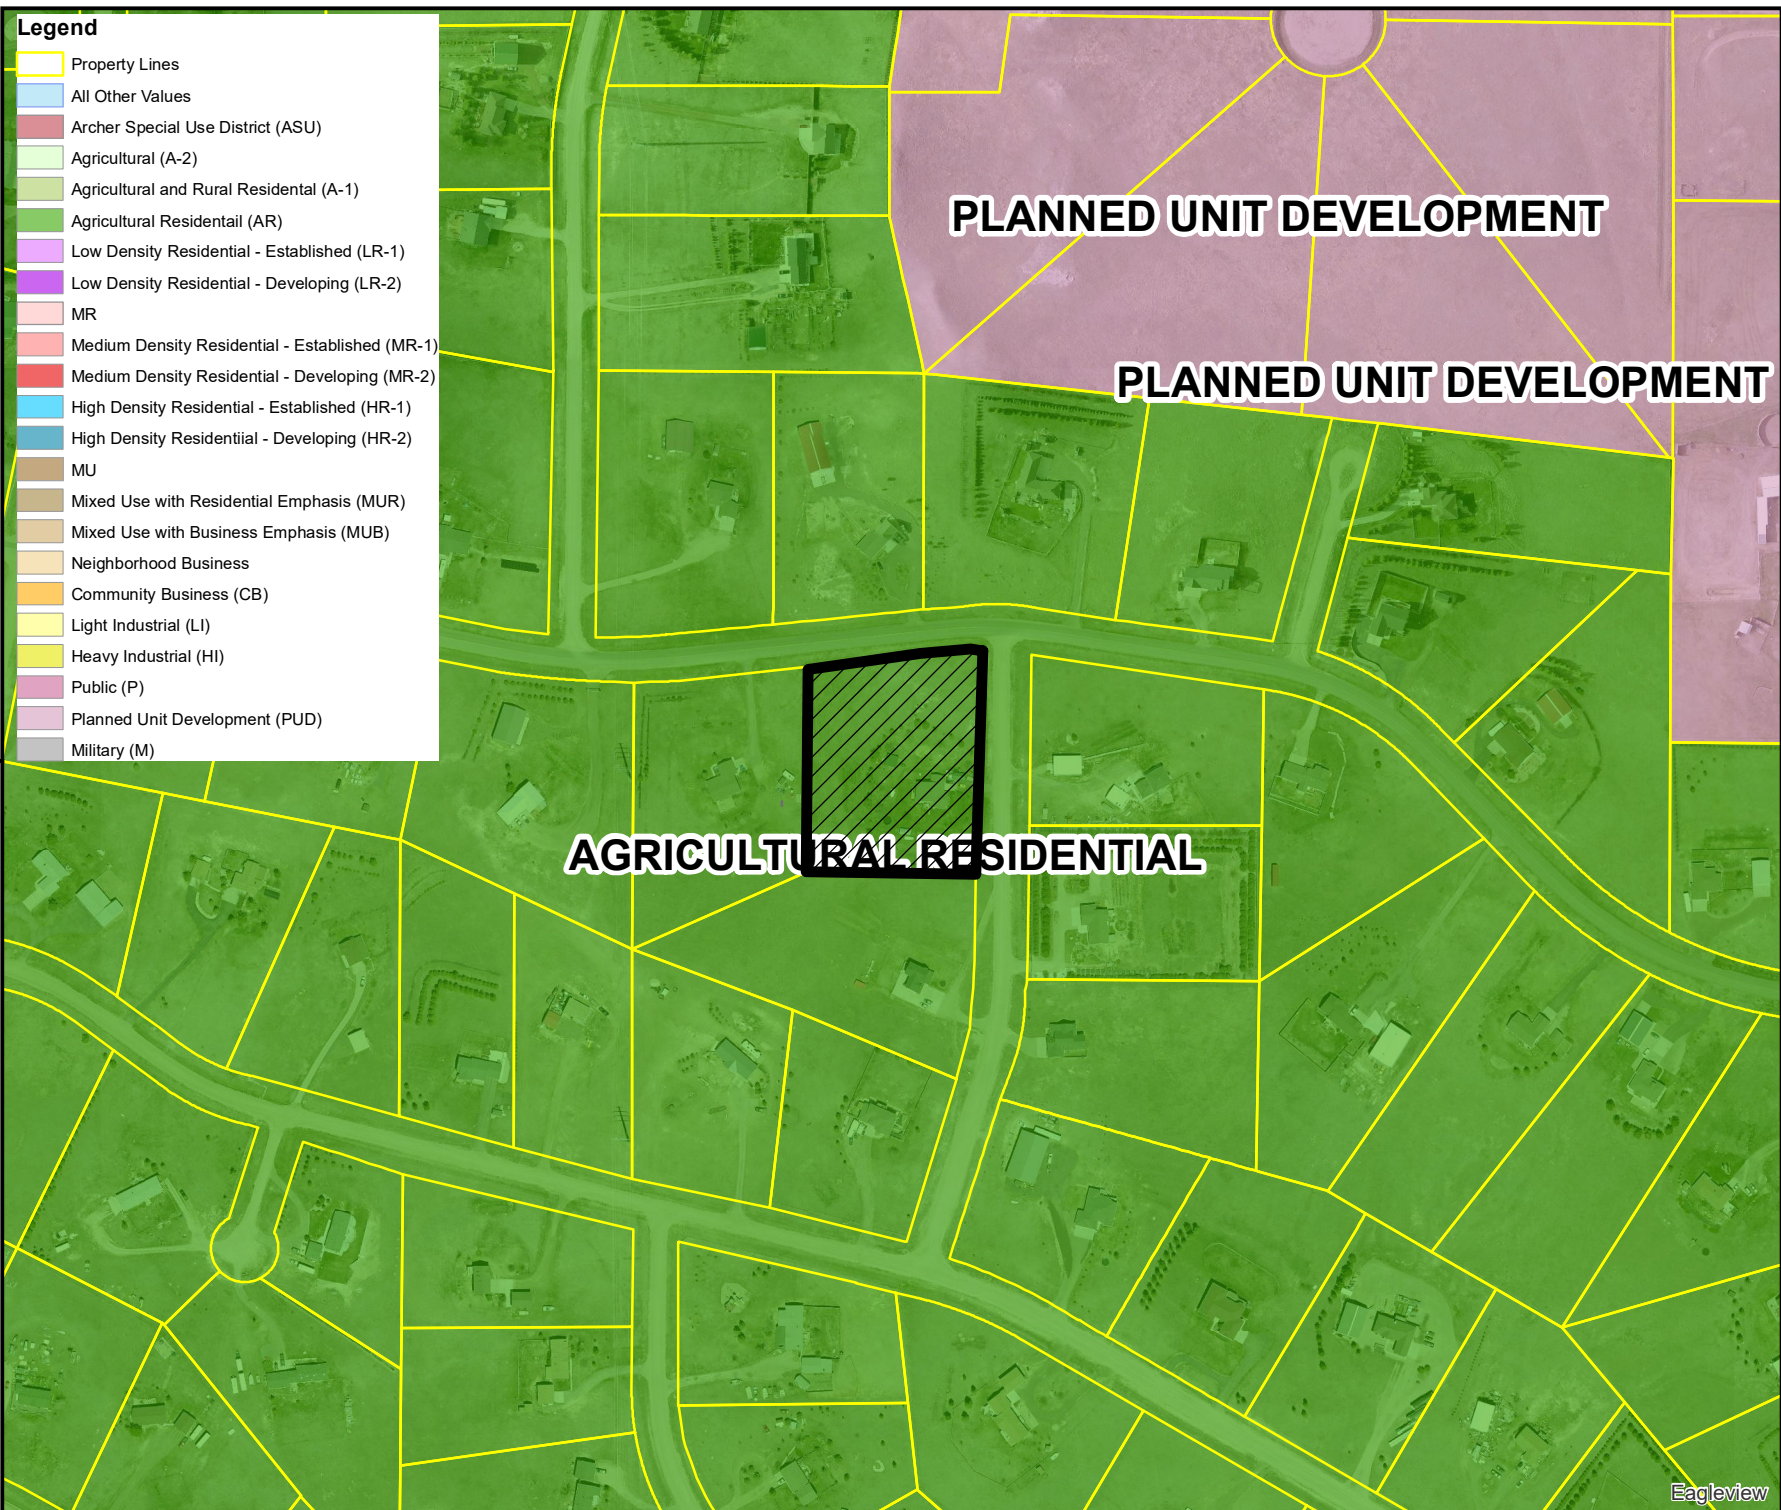 Legend
Property Lines
All Other Values
Archer Special Use District (ASU)
Agricultural (A-2)
Agricultural and Rural Residental (A-1)
Agricultural Residentail (AR)
Low Density Residential - Established (LR-1)
Low Density Residential - Developing (LR-2)
MR
Medium Density Residential - Established (MR-1)
Medium Density Residential - Developing (MR-2)
High Density Residential - Established (HR-1)
High Density Residentiial - Developing (HR-2)
MU
Mixed Use with Residential Emphasis (MUR)
Mixed Use with Business Emphasis (MUB)
Neighborhood Business
Community Business (CB)
Light Industrial (LI)
Heavy Industrial (HI)
Public (P)
Planned Unit Development (PUD)
Military (M)
PLANNED UNIT DEVELOPMENT
PLANNED UNIT DEVELOPMENT
AGRICULTURAL RESIDENTIAL
Eagleview